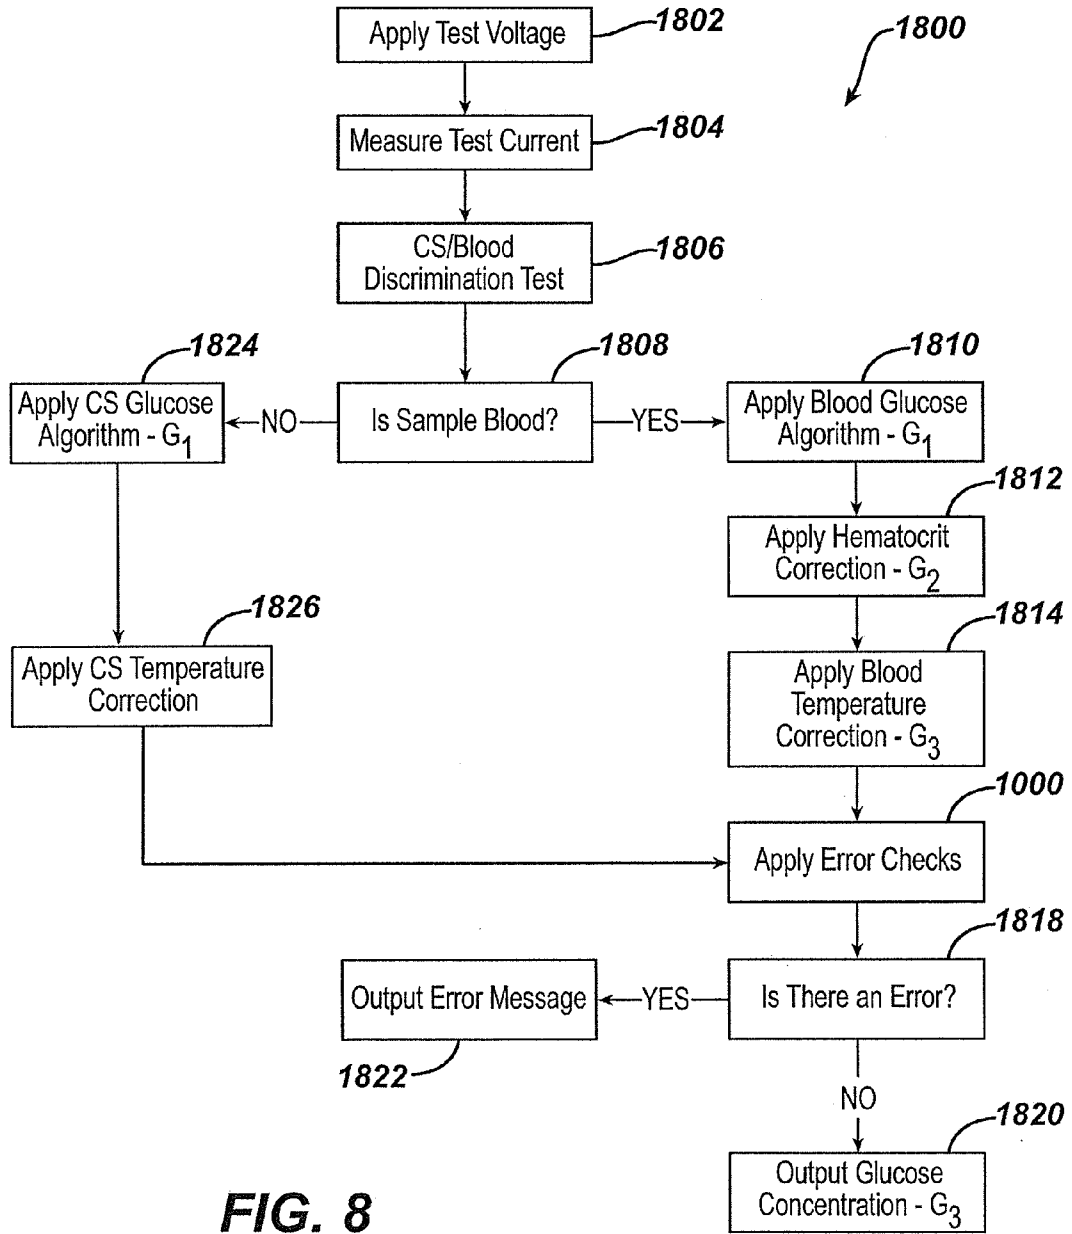 Apply Test Voltage
1802
1800
Measure Test Current
1804
CS/Blood
Discrimination Test
1806
1824
1808
1810
Apply CS Glucose
Algorithm - G1
NO
Is Sample Blood?
YES
Apply Blood Glucose
Algorithm - G1
1812
Apply Hematocrit
Correction - G2
1826
1814
Apply CS Temperature
Correction
Apply Blood
Temperature
Correction - G3
1000
Apply Error Checks
1818
Output Error Message
YES
Is There an Error?
1822
NO
1820
Output Glucose
Concentration - G3
FIG. 8